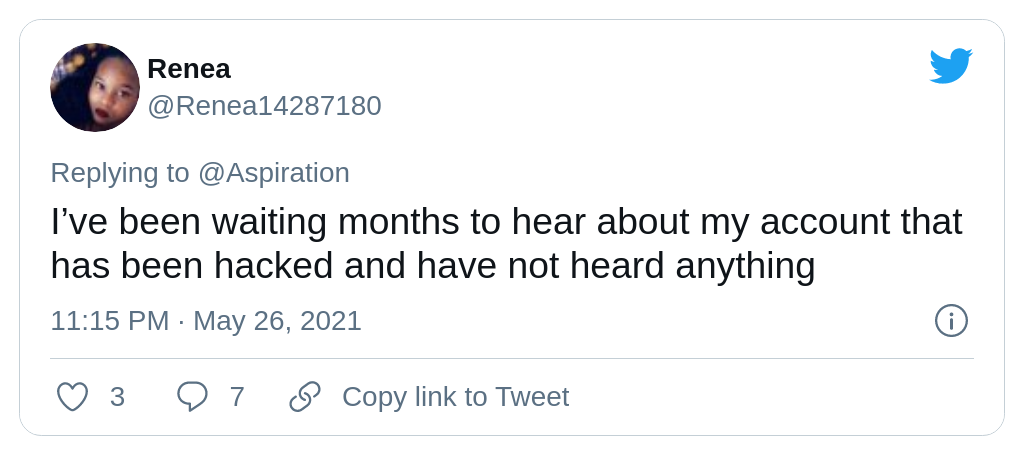 Renea
@Renea14287180
Replying to @Aspiration
I’ve been waiting months to hear about my account that
has been hacked and have not heard anything
11:15 PM · May 26, 2021
3 7 Copy link to Tweet